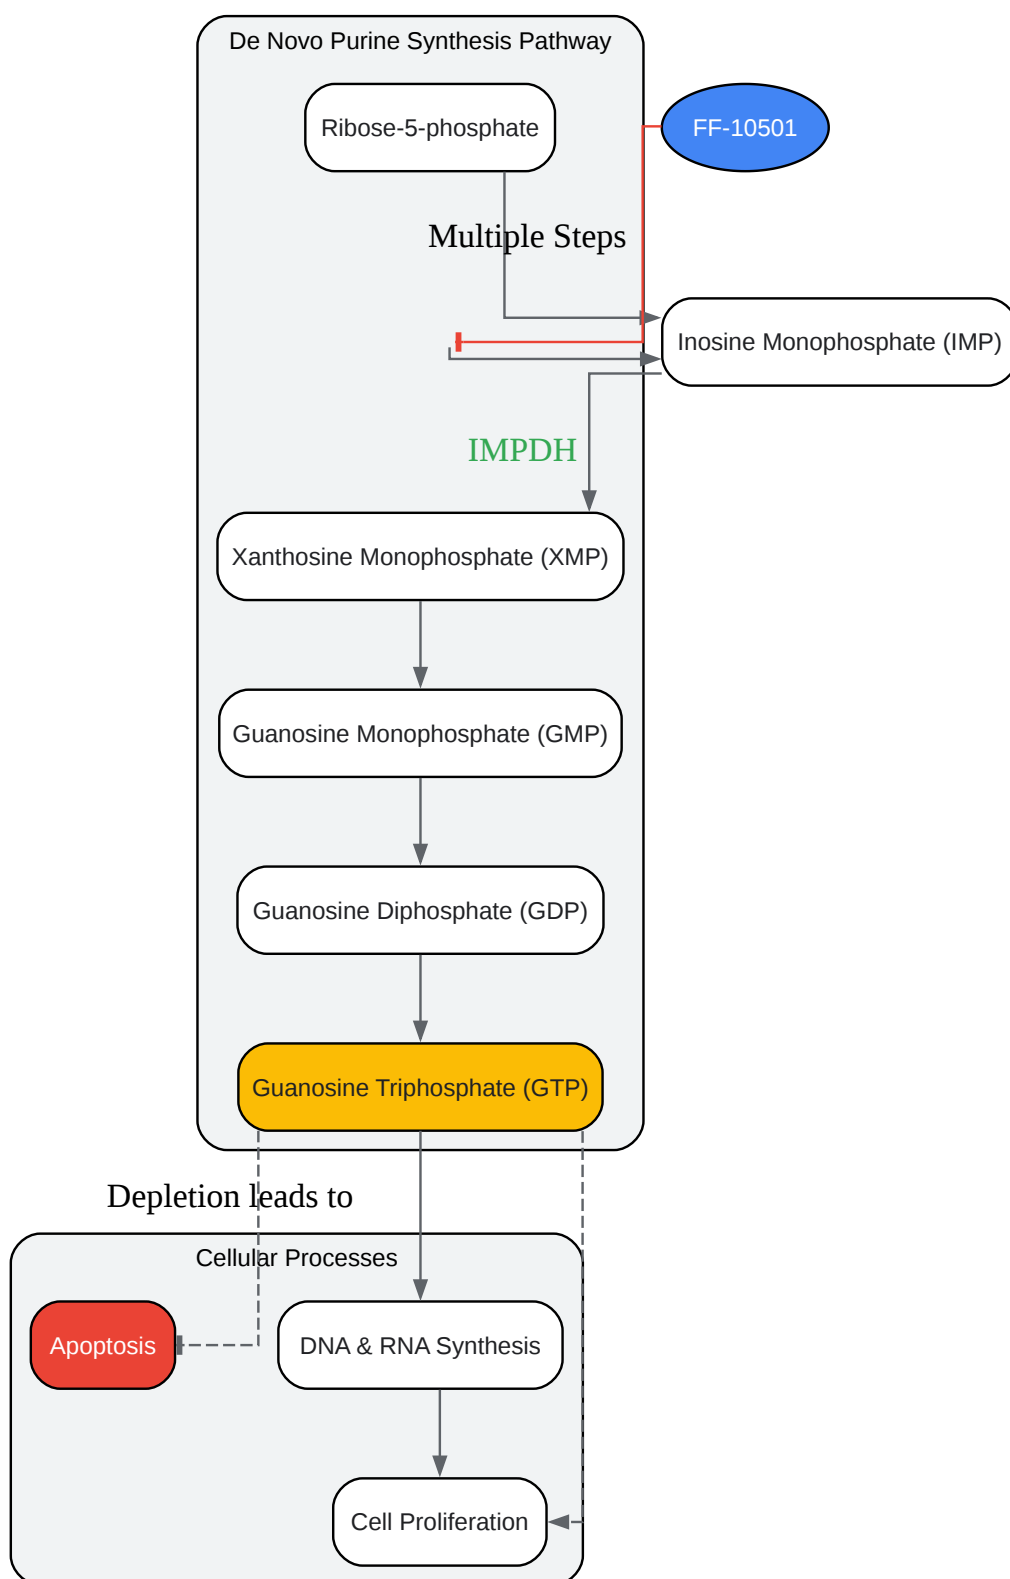 De Novo Purine Synthesis Pathway
Ribose-5-phosphate
FF-10501
Multiple Steps
Inosine Monophosphate (IMP)
IMPDH
Xanthosine Monophosphate (XMP)
Guanosine Monophosphate (GMP)
Guanosine Diphosphate (GDP)
Guanosine Triphosphate (GTP)
Depletion leads to
Cellular Processes
Apoptosis
DNA & RNA Synthesis
Cell Proliferation